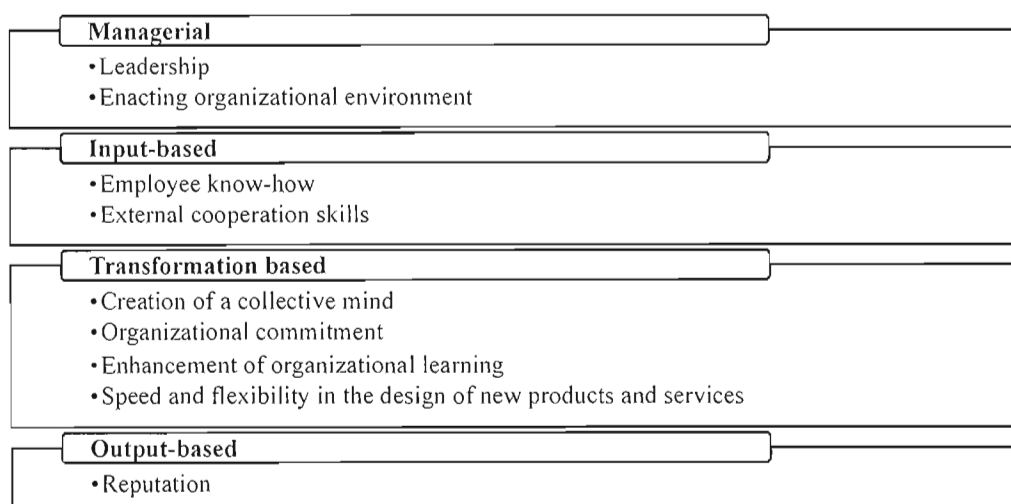 Managerial
•Leadership
•Enacting organizational environment
Input-based
•Employee know-how
•External cooperation skills
Transformation based
•Creation of a collective mind
•Organizational commitment
•Enhancement of organizational learning
•Speed and flexibility in the design of new products and services
Output-based
•Reputation